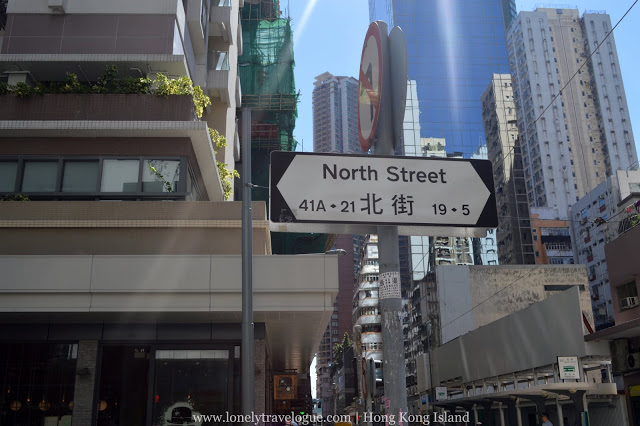 North Street
41A • 21 北街 19 • 5
www.lonelytravelogue.com | Hong Kong Island